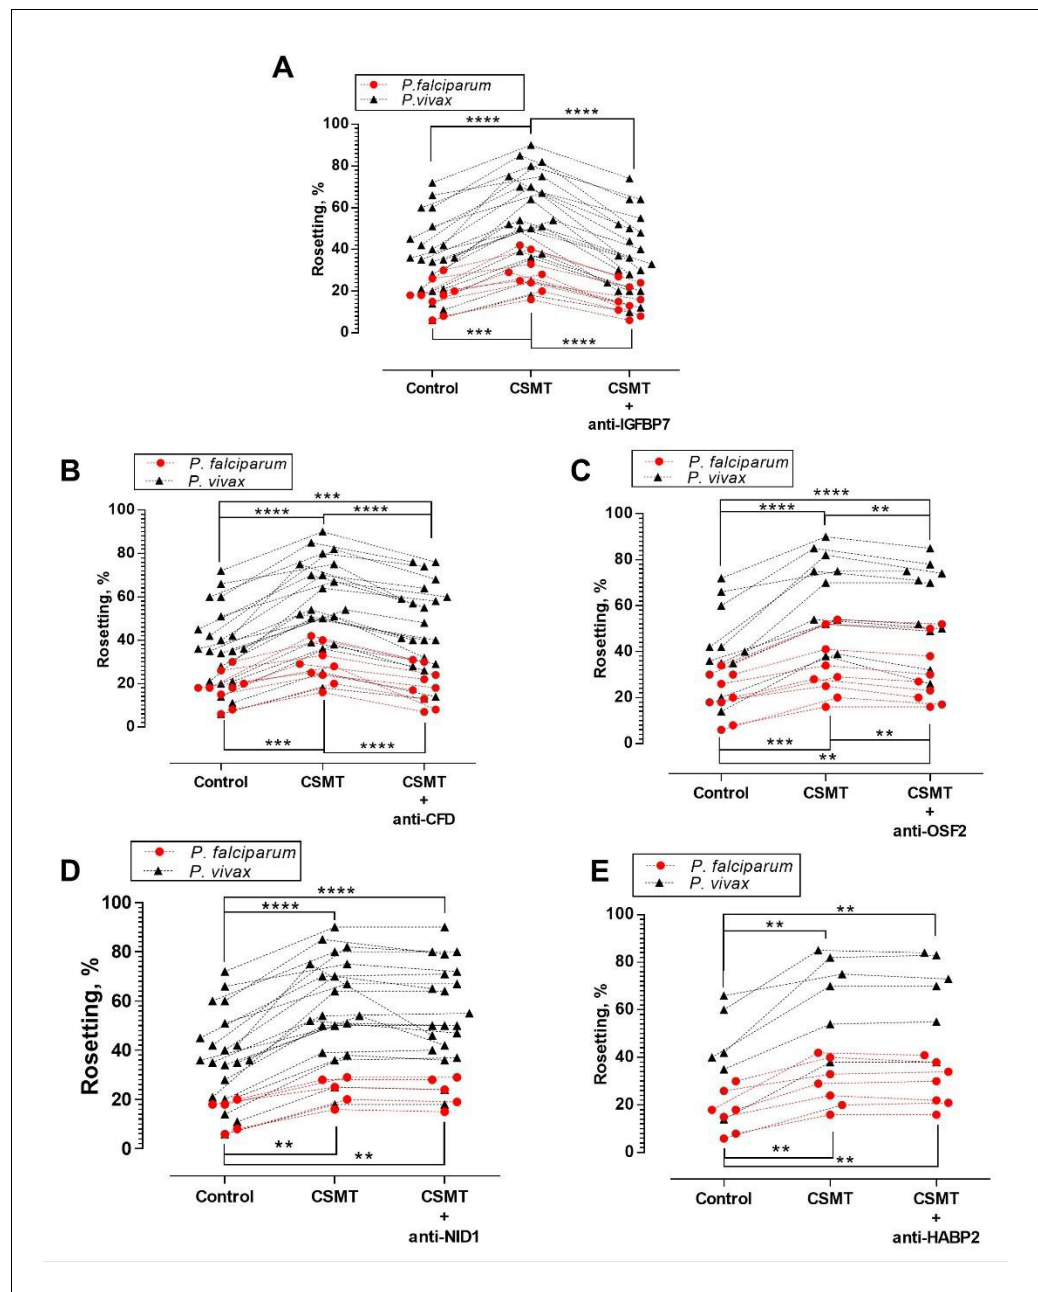 A
P.falciparum
P.vivax
**** ****
100
80
60
40
20
0
Rosetting, %
*** ****
Control CSMT CSMT
+
anti-IGFBP7
B
P. falciparum
P. vivax
***
**** ****
100
80
60
40
20
0
Rosetting, %
*** ****
Control CSMT CSMT
+
anti-CFD
C
P. falciparum
P. vivax
****
**** **
100
80
60
40
20
0
Rosetting, %
*** **
**
Control CSMT CSMT
+
anti-OSF2
D
P. falciparum
P. vivax
****
****
100
80
60
40
20
0
Rosetting, %
**
**
Control CSMT CSMT
+
anti-NID1
E
P. falciparum
P. vivax
**
**
100
80
60
40
20
0
Rosetting, %
**
**
Control CSMT CSMT
+
anti-HABP2